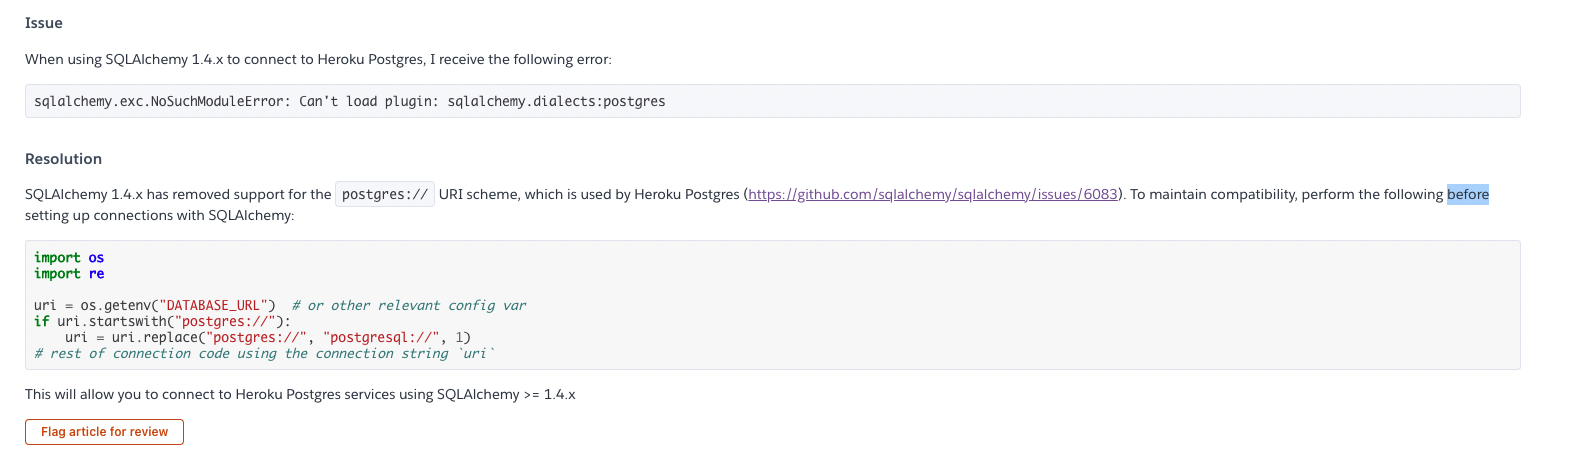 Issue
When using SQLAlchemy 1.4.x to connect to Heroku Postgres, I receive the following error:
sqlalchemy.exc.NoSuchModuleError: Can't load plugin: sqlalchemy.dialects:postgres
Resolution
SQLAlchemy 1.4.x has removed support for the postgres:// URI scheme, which is used by Heroku Postgres (https://github.com/sqlalchemy/sqlalchemy/issues/6083). To maintain compatibility, perform the following before
setting up connections with SQLAlchemy:
import os
import re
uri = os.getenv("DATABASE_URL")  # or other relevant config var
if uri.startswith("postgres://"):
    uri = uri.replace("postgres://", "postgresql://", 1)
# rest of connection code using the connection string `uri`
This will allow you to connect to Heroku Postgres services using SQLAlchemy >= 1.4.x
Flag article for review